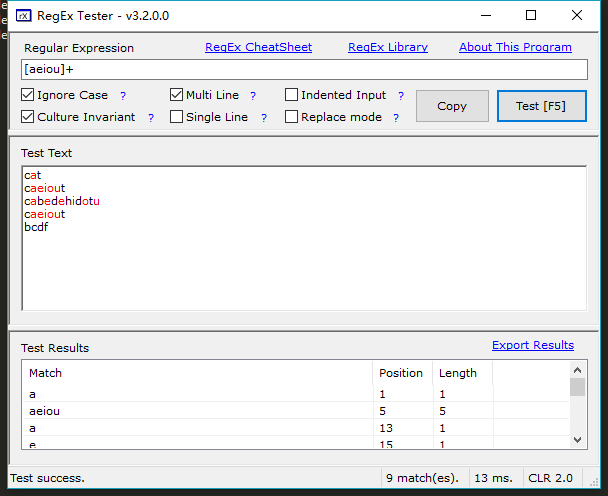 RegEx Tester - v3.2.0.0
Regular Expression RegEx CheatSheet RegEx Library About This Program
[aeiou]+
Ignore Case ? Multi Line ? Indented Input ?
Culture Invariant ? Single Line ? Replace mode ?
Copy Test [F5]
Test Text
cat
caeiout
cabedehidotu
caeiout
bcdf
Test Results Export Results
Match Position Length
a 1 1
aeiou 5 5
a 13 1
e 15 1
Test success. 9 match(es). 13 ms. CLR 2.0